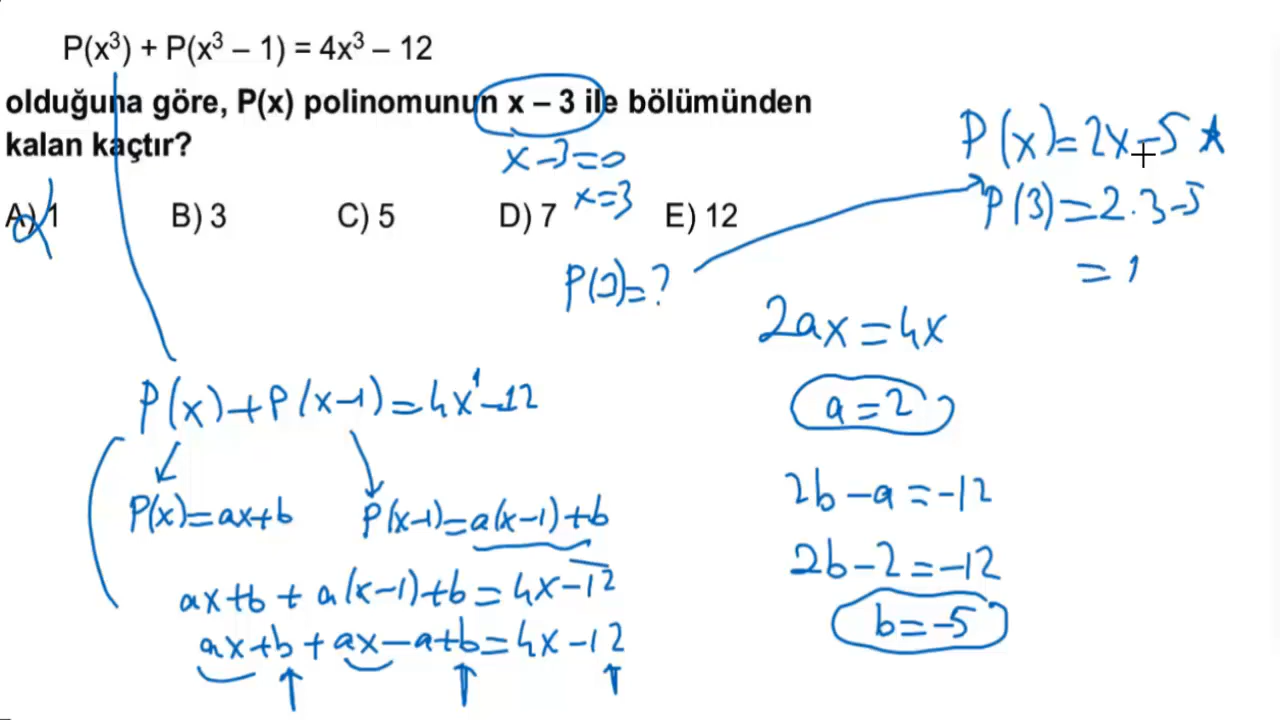 P(x³) + P(x³ – 1) = 4x³ – 12
olduğuna göre, P(x) polinomunun x – 3 ile bölümünden
kalan kaçtır?
A) 1 B) 3 C) 5 D) 7 E) 12
x-3=0
x=3
P(3)=?
P(x)=2x-5
P(3)=2.3-5
=1
P(x)+P(x-1)=4x¹-12
P(x)=ax+b P(x-1)=a(x-1)+b
ax+b+a(x-1)+b=4x-12
ax+b+ax-a+b=4x-12
2ax=4x
a=2
2b-a=-12
2b-2=-12
b=-5